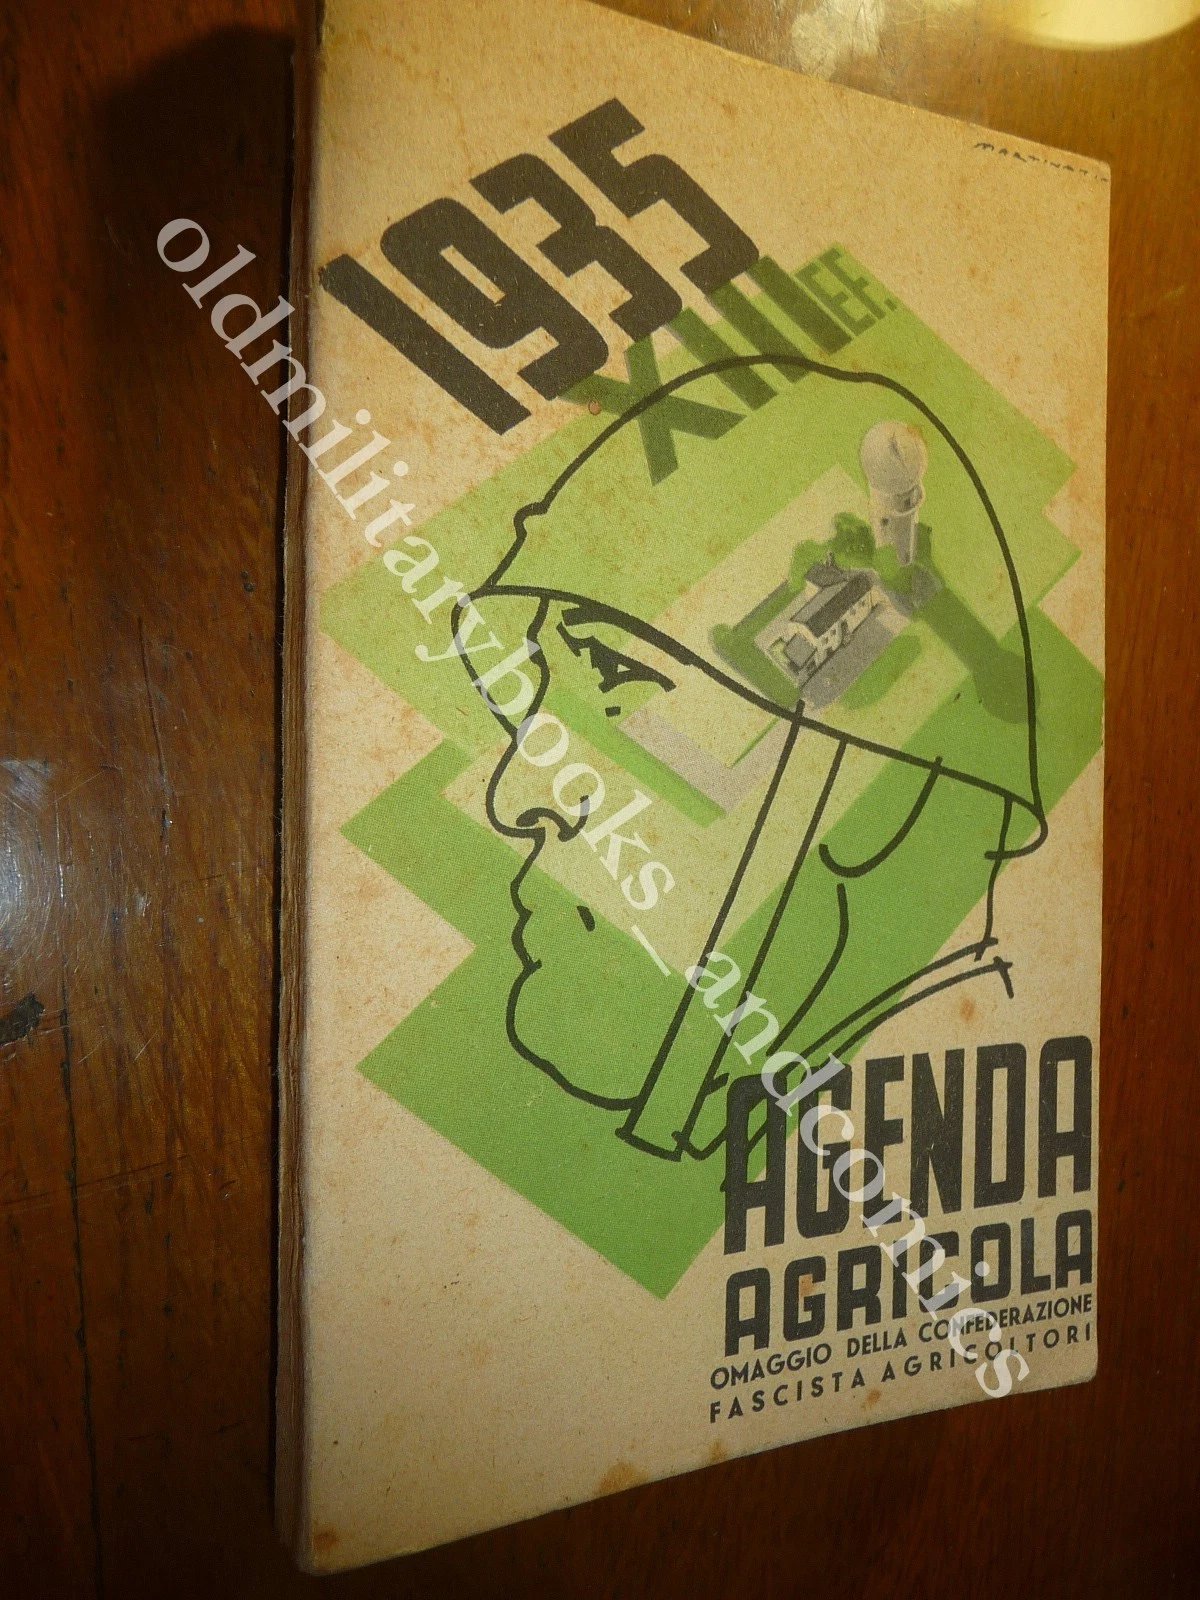 1935
XIII E.F.
AGENDA
AGRICOLA
OMAGGIO DELLA CONFEDERAZIONE
FASCISTA AGRICOLTORI
oldmilitarybooks_andcomics